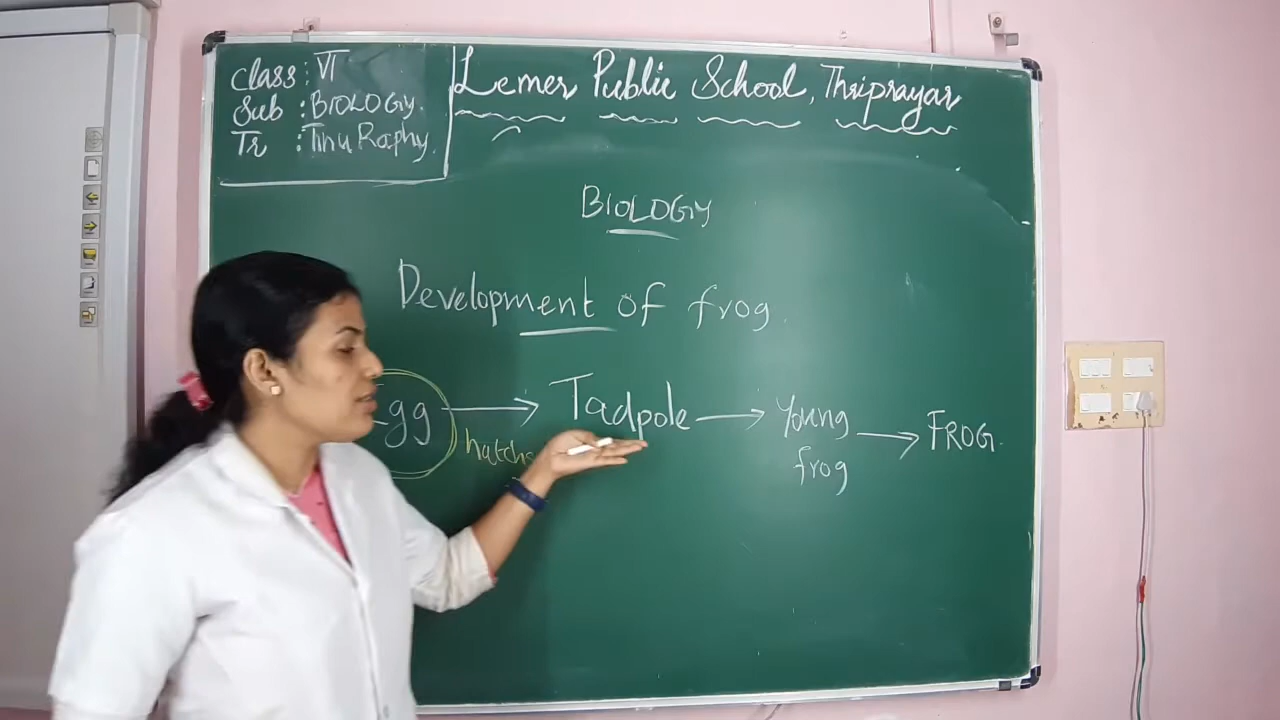 Class : VI
Sub : BIOLOGY.
Tr : Tinu Raphy.
Lemer Public School, Thriprayar
BIOLOGY
Development of frog.
gg → Tadpole → Young frog → FROG.